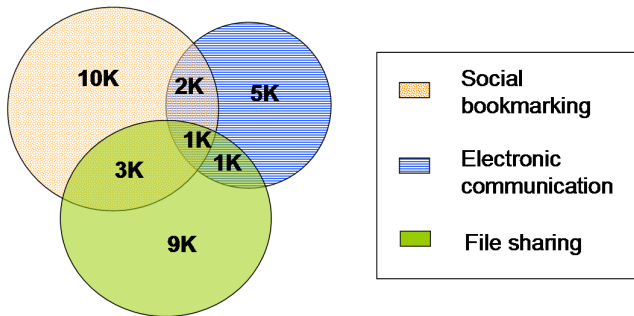 10K
2K
5K
1K
1K
3K
9K
Social
bookmarking
Electronic
communication
File sharing